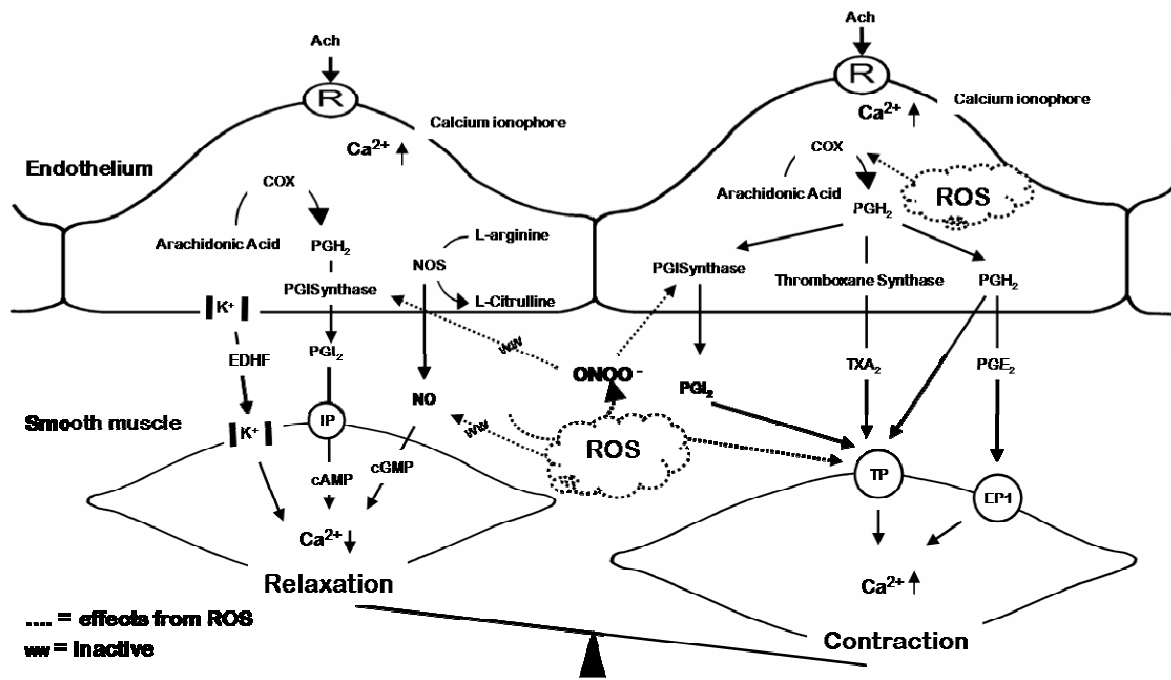 Ach
R
Calcium ionophore
Ca²⁺
Endothelium
COX
Arachidonic Acid
PGH₂
PGISynthase
NOS
L-arginine
L-Citrulline
K⁺
EDHF
PGI₂
NO
Smooth muscle
K⁺
IP
cAMP
cGMP
Ca²⁺
Relaxation
.... = effects from ROS
ww = Inactive
ww
ww
ONOO⁻
ROS
Ach
R
Calcium ionophore
Ca²⁺
COX
Arachidonic Acid
ROS
PGH₂
PGISynthase
Thromboxane Synthase
PGH₂
PGI₂
TXA₂
PGE₂
TP
EP1
Ca²⁺
Contraction